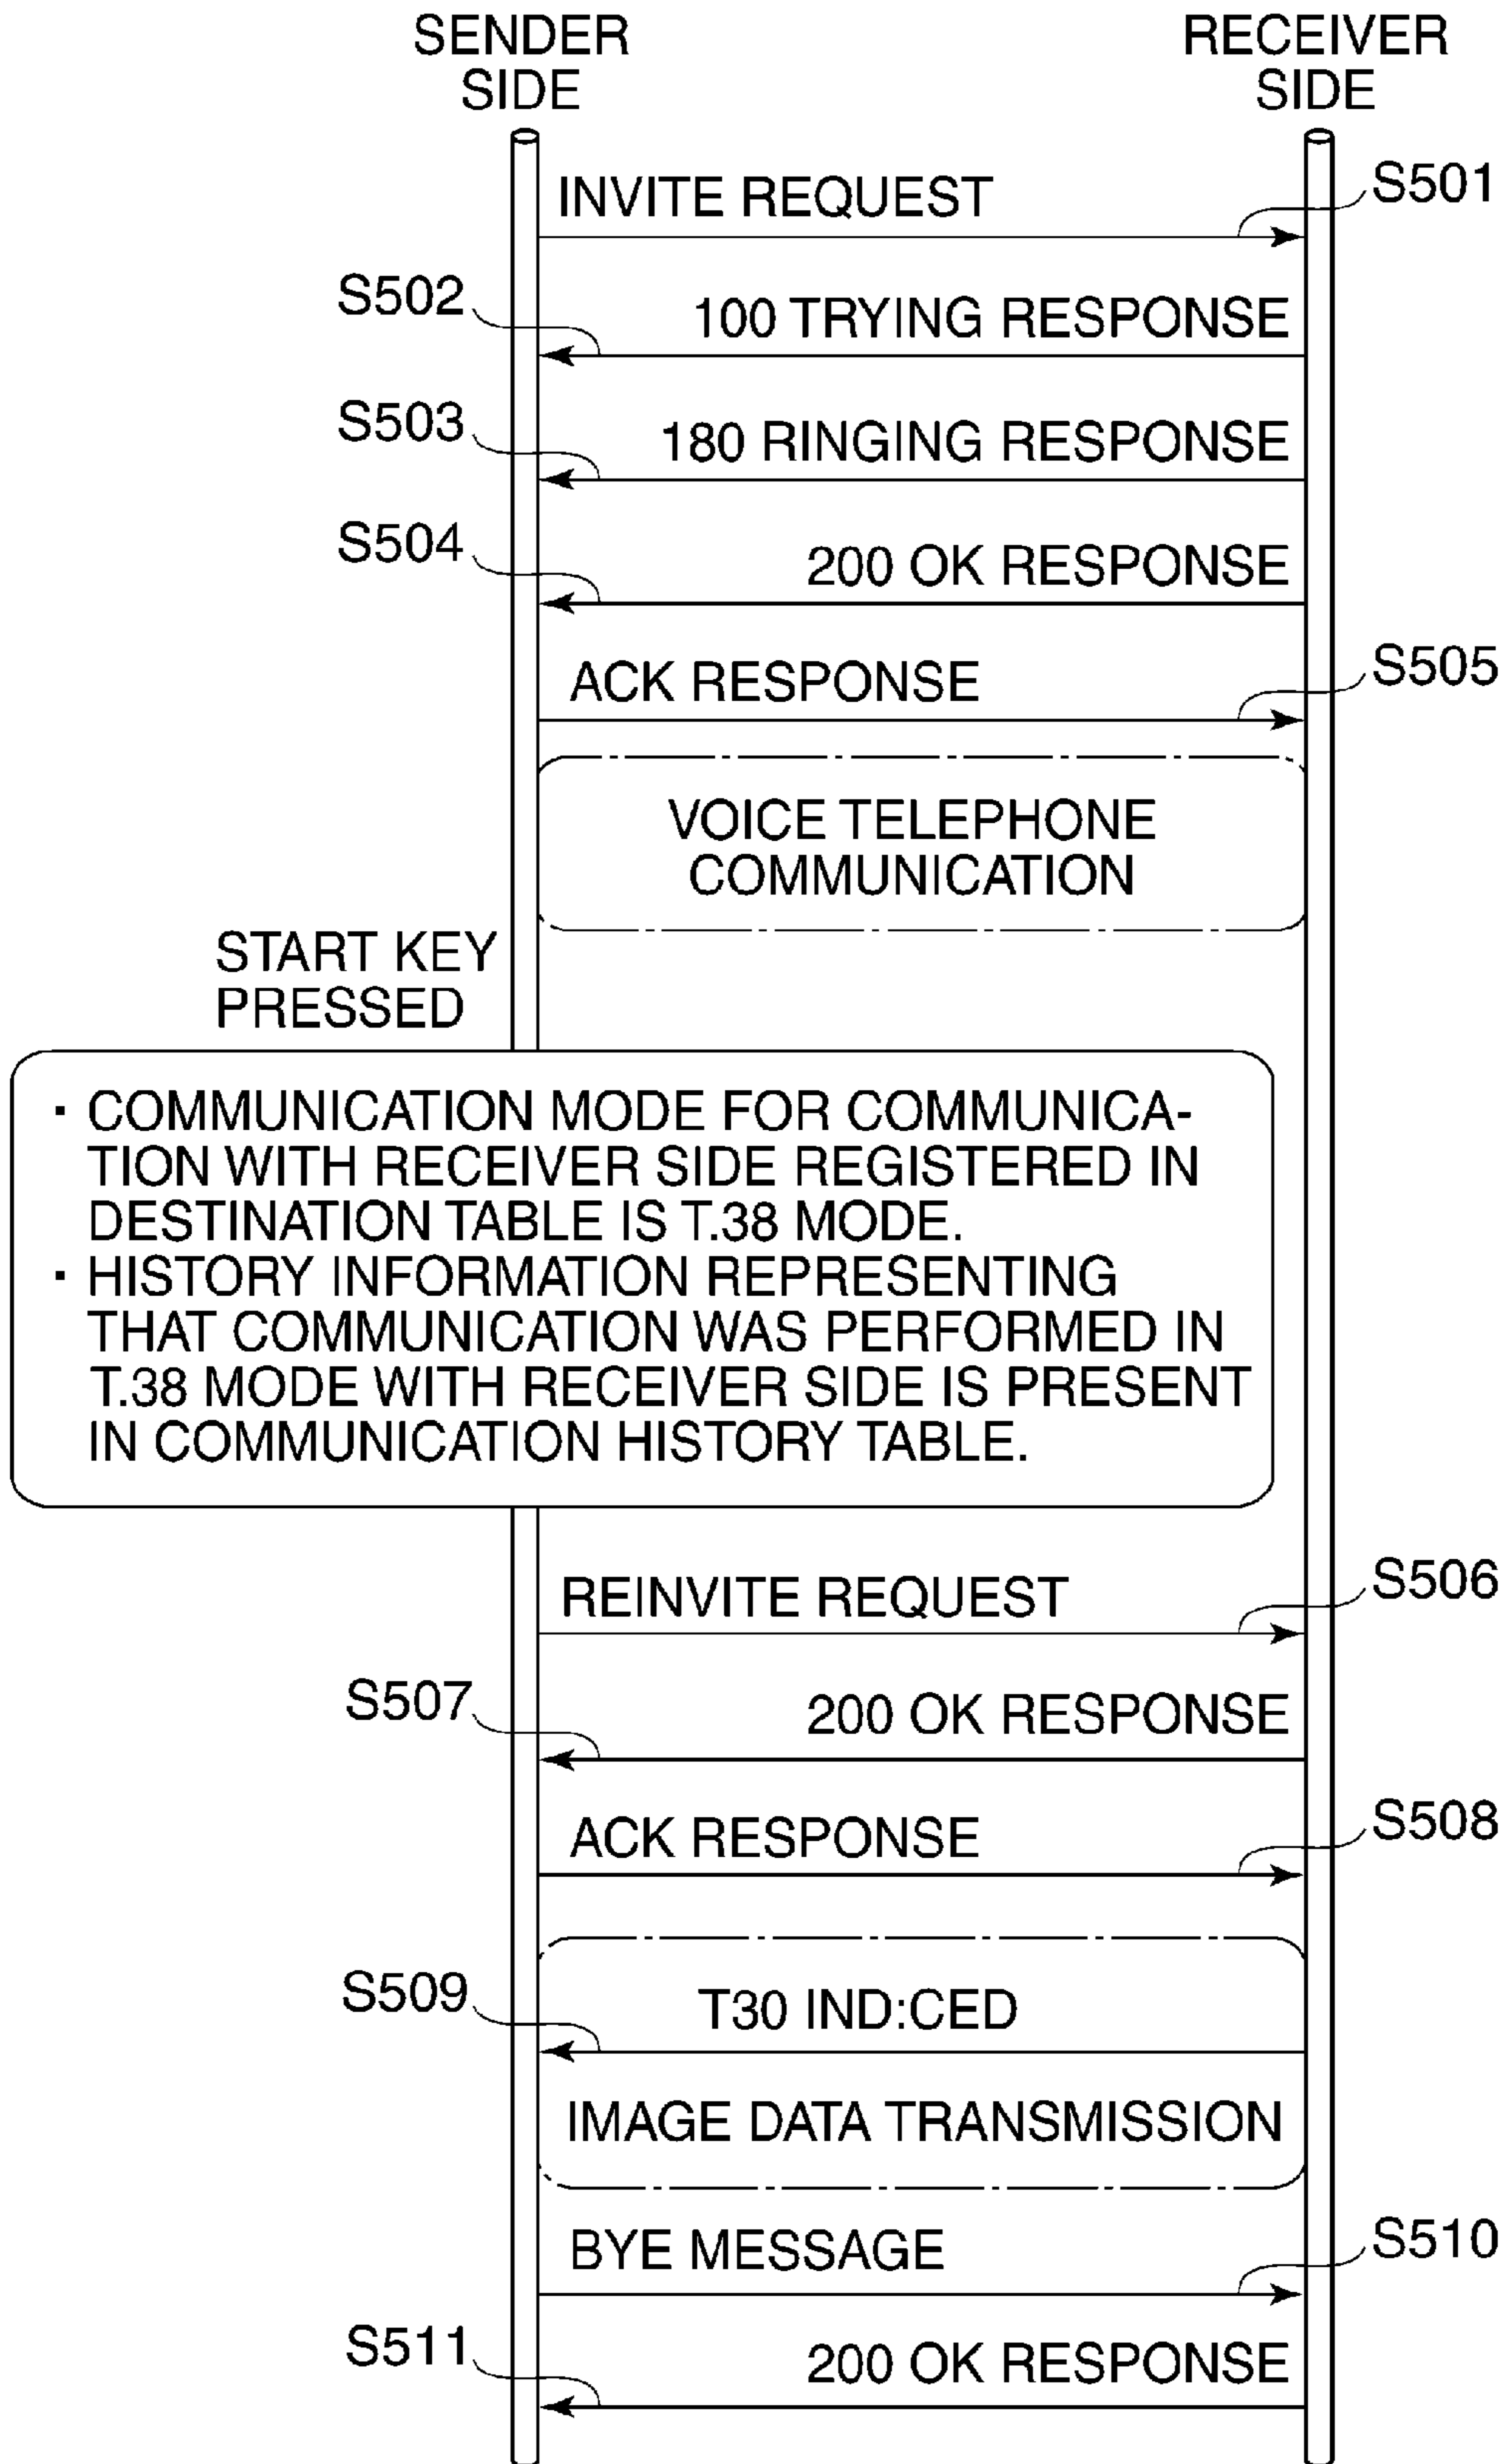 SENDER
SIDE
RECEIVER
SIDE
INVITE REQUEST
S501
S502
100 TRYING RESPONSE
S503
180 RINGING RESPONSE
S504
200 OK RESPONSE
ACK RESPONSE
S505
VOICE TELEPHONE
COMMUNICATION
START KEY
PRESSED
· COMMUNICATION MODE FOR COMMUNICA-
TION WITH RECEIVER SIDE REGISTERED IN
DESTINATION TABLE IS T.38 MODE.
· HISTORY INFORMATION REPRESENTING
THAT COMMUNICATION WAS PERFORMED IN
T.38 MODE WITH RECEIVER SIDE IS PRESENT
IN COMMUNICATION HISTORY TABLE.
REINVITE REQUEST
S506
S507
200 OK RESPONSE
ACK RESPONSE
S508
S509
T30 IND:CED
IMAGE DATA TRANSMISSION
BYE MESSAGE
S510
S511
200 OK RESPONSE